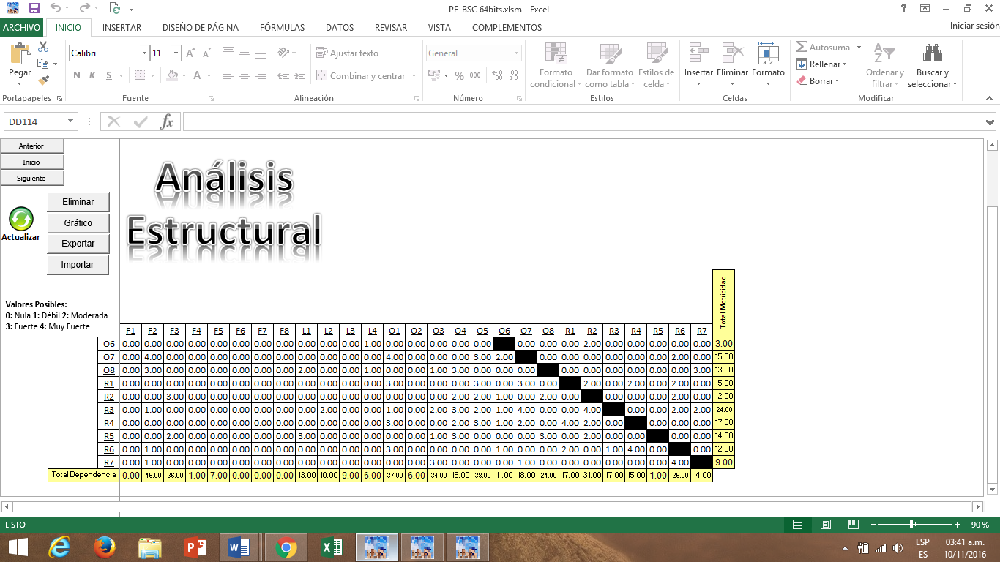 PE-BSC 64bits.xlsm - Excel
ARCHIVO INICIO INSERTAR DISEÑO DE PÁGINA FÓRMULAS DATOS REVISAR VISTA COMPLEMENTOS Iniciar sesión
Pegar
Calibri 11
N K S
Ajustar texto
Combinar y centrar
General
% 000
Formato condicional
Dar formato como tabla
Estilos de celda
Insertar Eliminar Formato
Autosuma
Rellenar
Borrar
Ordenar y filtrar
Buscar y seleccionar
Portapapeles Fuente Alineación Número Estilos Celdas Modificar
DD114 fx
Anterior
Inicio
Siguiente
Eliminar
Gráfico
Exportar
Importar
Actualizar
Análisis
Estructural
Valores Posibles:
0: Nula 1: Débil 2: Moderada
3: Fuerte 4: Muy Fuerte
Total Motricidad
F1 F2 F3 F4 F5 F6 F7 F8 L1 L2 L3 L4 O1 O2 O3 O4 O5 O6 O7 O8 R1 R2 R3 R4 R5 R6 R7
O6 0.00 0.00 0.00 0.00 0.00 0.00 0.00 0.00 0.00 0.00 0.00 1.00 0.00 0.00 0.00 0.00 0.00 0.00 0.00 0.00 2.00 0.00 0.00 0.00 0.00 0.00 3.00
O7 0.00 4.00 0.00 0.00 0.00 0.00 0.00 0.00 0.00 0.00 0.00 0.00 4.00 0.00 0.00 0.00 3.00 2.00 0.00 0.00 0.00 0.00 0.00 0.00 2.00 0.00 15.00
O8 0.00 3.00 0.00 0.00 0.00 0.00 0.00 0.00 2.00 0.00 0.00 1.00 0.00 0.00 1.00 3.00 0.00 0.00 0.00 0.00 0.00 0.00 0.00 0.00 0.00 3.00 13.00
R1 0.00 0.00 0.00 0.00 0.00 0.00 0.00 0.00 0.00 0.00 0.00 0.00 3.00 0.00 0.00 0.00 3.00 0.00 3.00 0.00 2.00 0.00 2.00 0.00 2.00 0.00 15.00
R2 0.00 0.00 3.00 0.00 0.00 0.00 0.00 0.00 0.00 0.00 0.00 0.00 0.00 0.00 0.00 2.00 2.00 1.00 0.00 2.00 0.00 0.00 0.00 0.00 2.00 0.00 12.00
R3 0.00 1.00 0.00 0.00 0.00 0.00 0.00 0.00 0.00 2.00 0.00 0.00 1.00 0.00 2.00 3.00 2.00 1.00 4.00 0.00 0.00 4.00 0.00 0.00 2.00 2.00 24.00
R4 0.00 0.00 0.00 0.00 0.00 0.00 0.00 0.00 0.00 0.00 0.00 0.00 3.00 0.00 0.00 2.00 3.00 1.00 2.00 0.00 4.00 2.00 0.00 0.00 0.00 0.00 17.00
R5 0.00 0.00 2.00 0.00 0.00 0.00 0.00 0.00 3.00 0.00 0.00 0.00 0.00 0.00 1.00 3.00 0.00 0.00 0.00 3.00 0.00 2.00 0.00 0.00 0.00 0.00 14.00
R6 0.00 1.00 0.00 0.00 0.00 0.00 0.00 0.00 0.00 0.00 0.00 0.00 3.00 0.00 0.00 0.00 0.00 1.00 0.00 0.00 2.00 0.00 1.00 4.00 0.00 0.00 12.00
R7 0.00 1.00 0.00 0.00 0.00 0.00 0.00 0.00 0.00 0.00 0.00 0.00 0.00 0.00 3.00 0.00 0.00 0.00 1.00 0.00 0.00 0.00 0.00 0.00 0.00 4.00 9.00
Total Dependencia 0.00 46.00 36.00 1.00 7.00 0.00 0.00 0.00 13.00 10.00 9.00 6.00 37.00 6.00 34.00 19.00 38.00 11.00 18.00 24.00 17.00 31.00 17.00 15.00 1.00 26.00 14.00
LISTO 90 %
ESP 03:41 a.m.
ES 10/11/2016